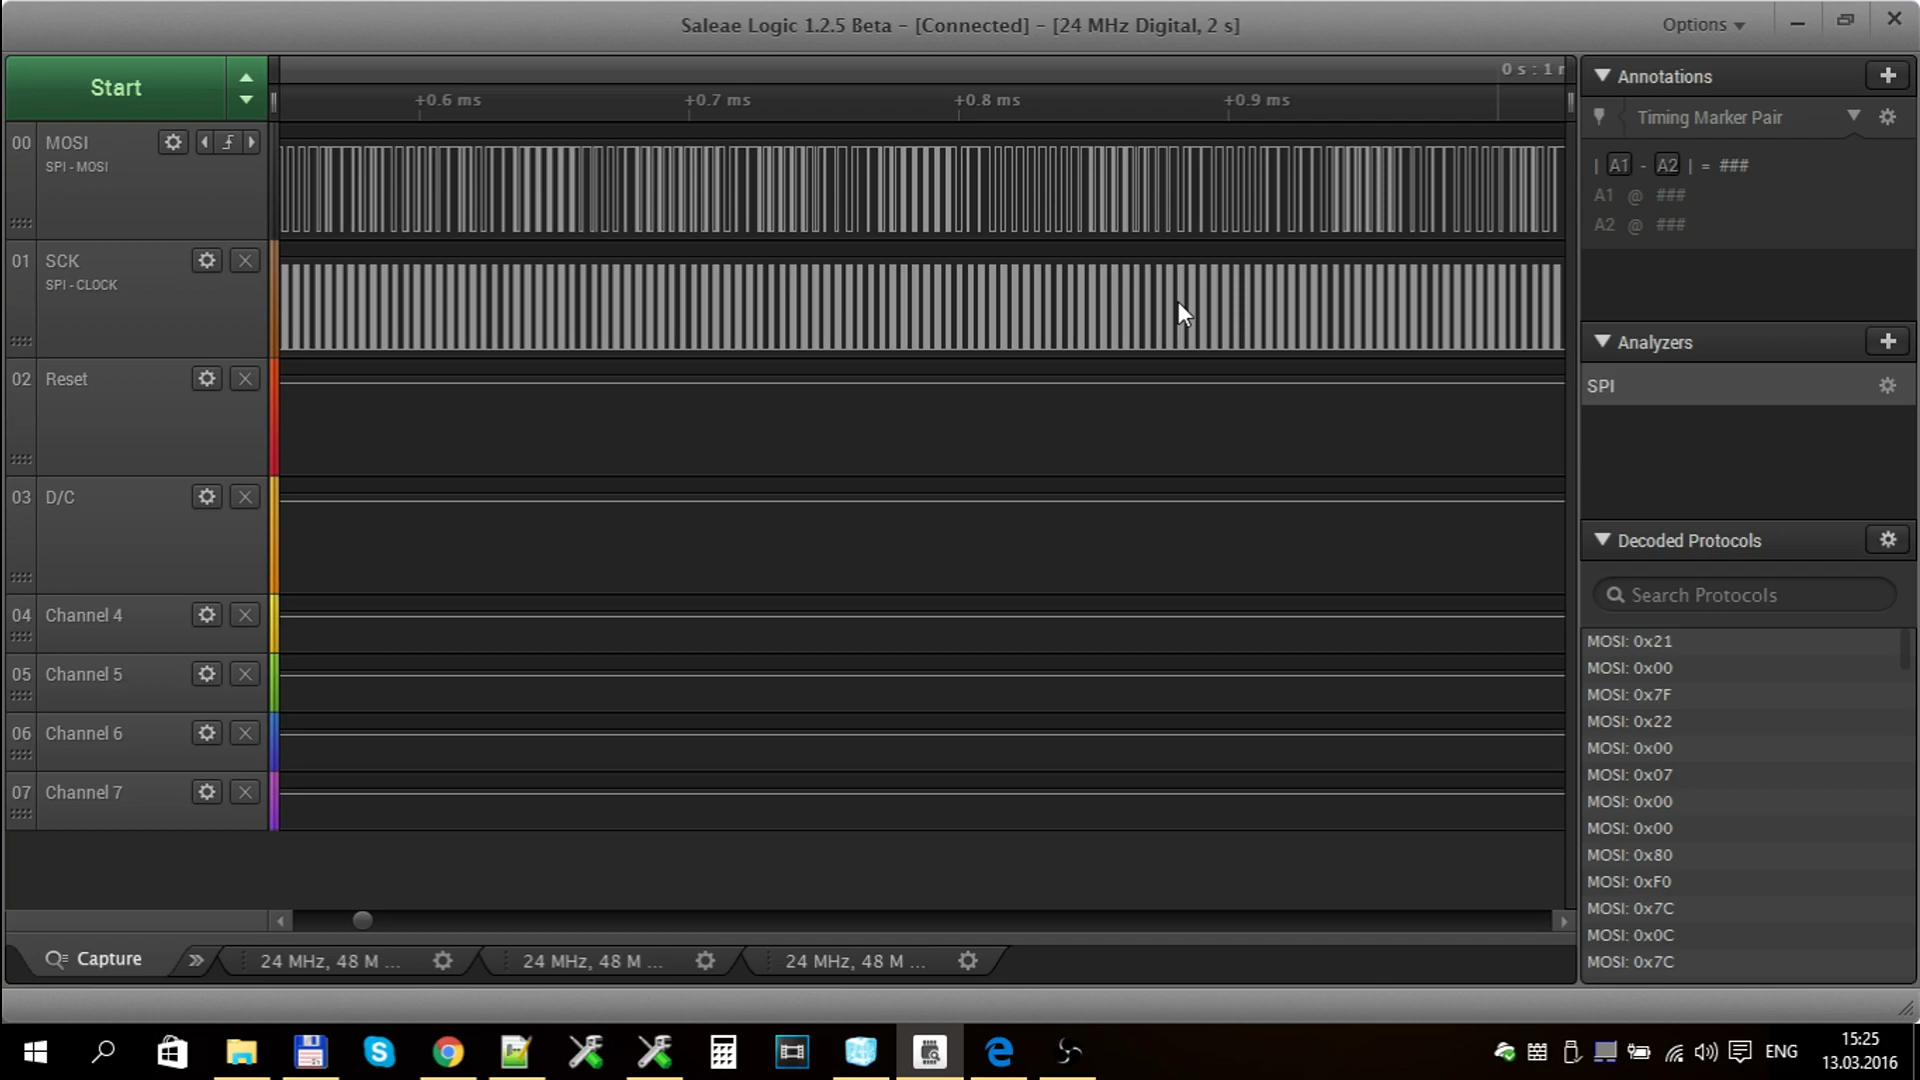 Saleae Logic 1.2.5 Beta - [Connected] - [24 MHz Digital, 2 s]
Options
Start
0 s : 1
+0.6 ms
+0.7 ms
+0.8 ms
+0.9 ms
00 MOSI
SPI - MOSI
01 SCK
SPI - CLOCK
02 Reset
03 D/C
04 Channel 4
05 Channel 5
06 Channel 6
07 Channel 7
Annotations
Timing Marker Pair
| A1 - A2 | = ###
A1 @ ###
A2 @ ###
Analyzers
SPI
Decoded Protocols
Search Protocols
MOSI: 0x21
MOSI: 0x00
MOSI: 0x7F
MOSI: 0x22
MOSI: 0x00
MOSI: 0x07
MOSI: 0x00
MOSI: 0x00
MOSI: 0x80
MOSI: 0xF0
MOSI: 0x7C
MOSI: 0x0C
MOSI: 0x7C
Capture
24 MHz, 48 M ...
24 MHz, 48 M ...
24 MHz, 48 M ...
ENG
15:25
13.03.2016